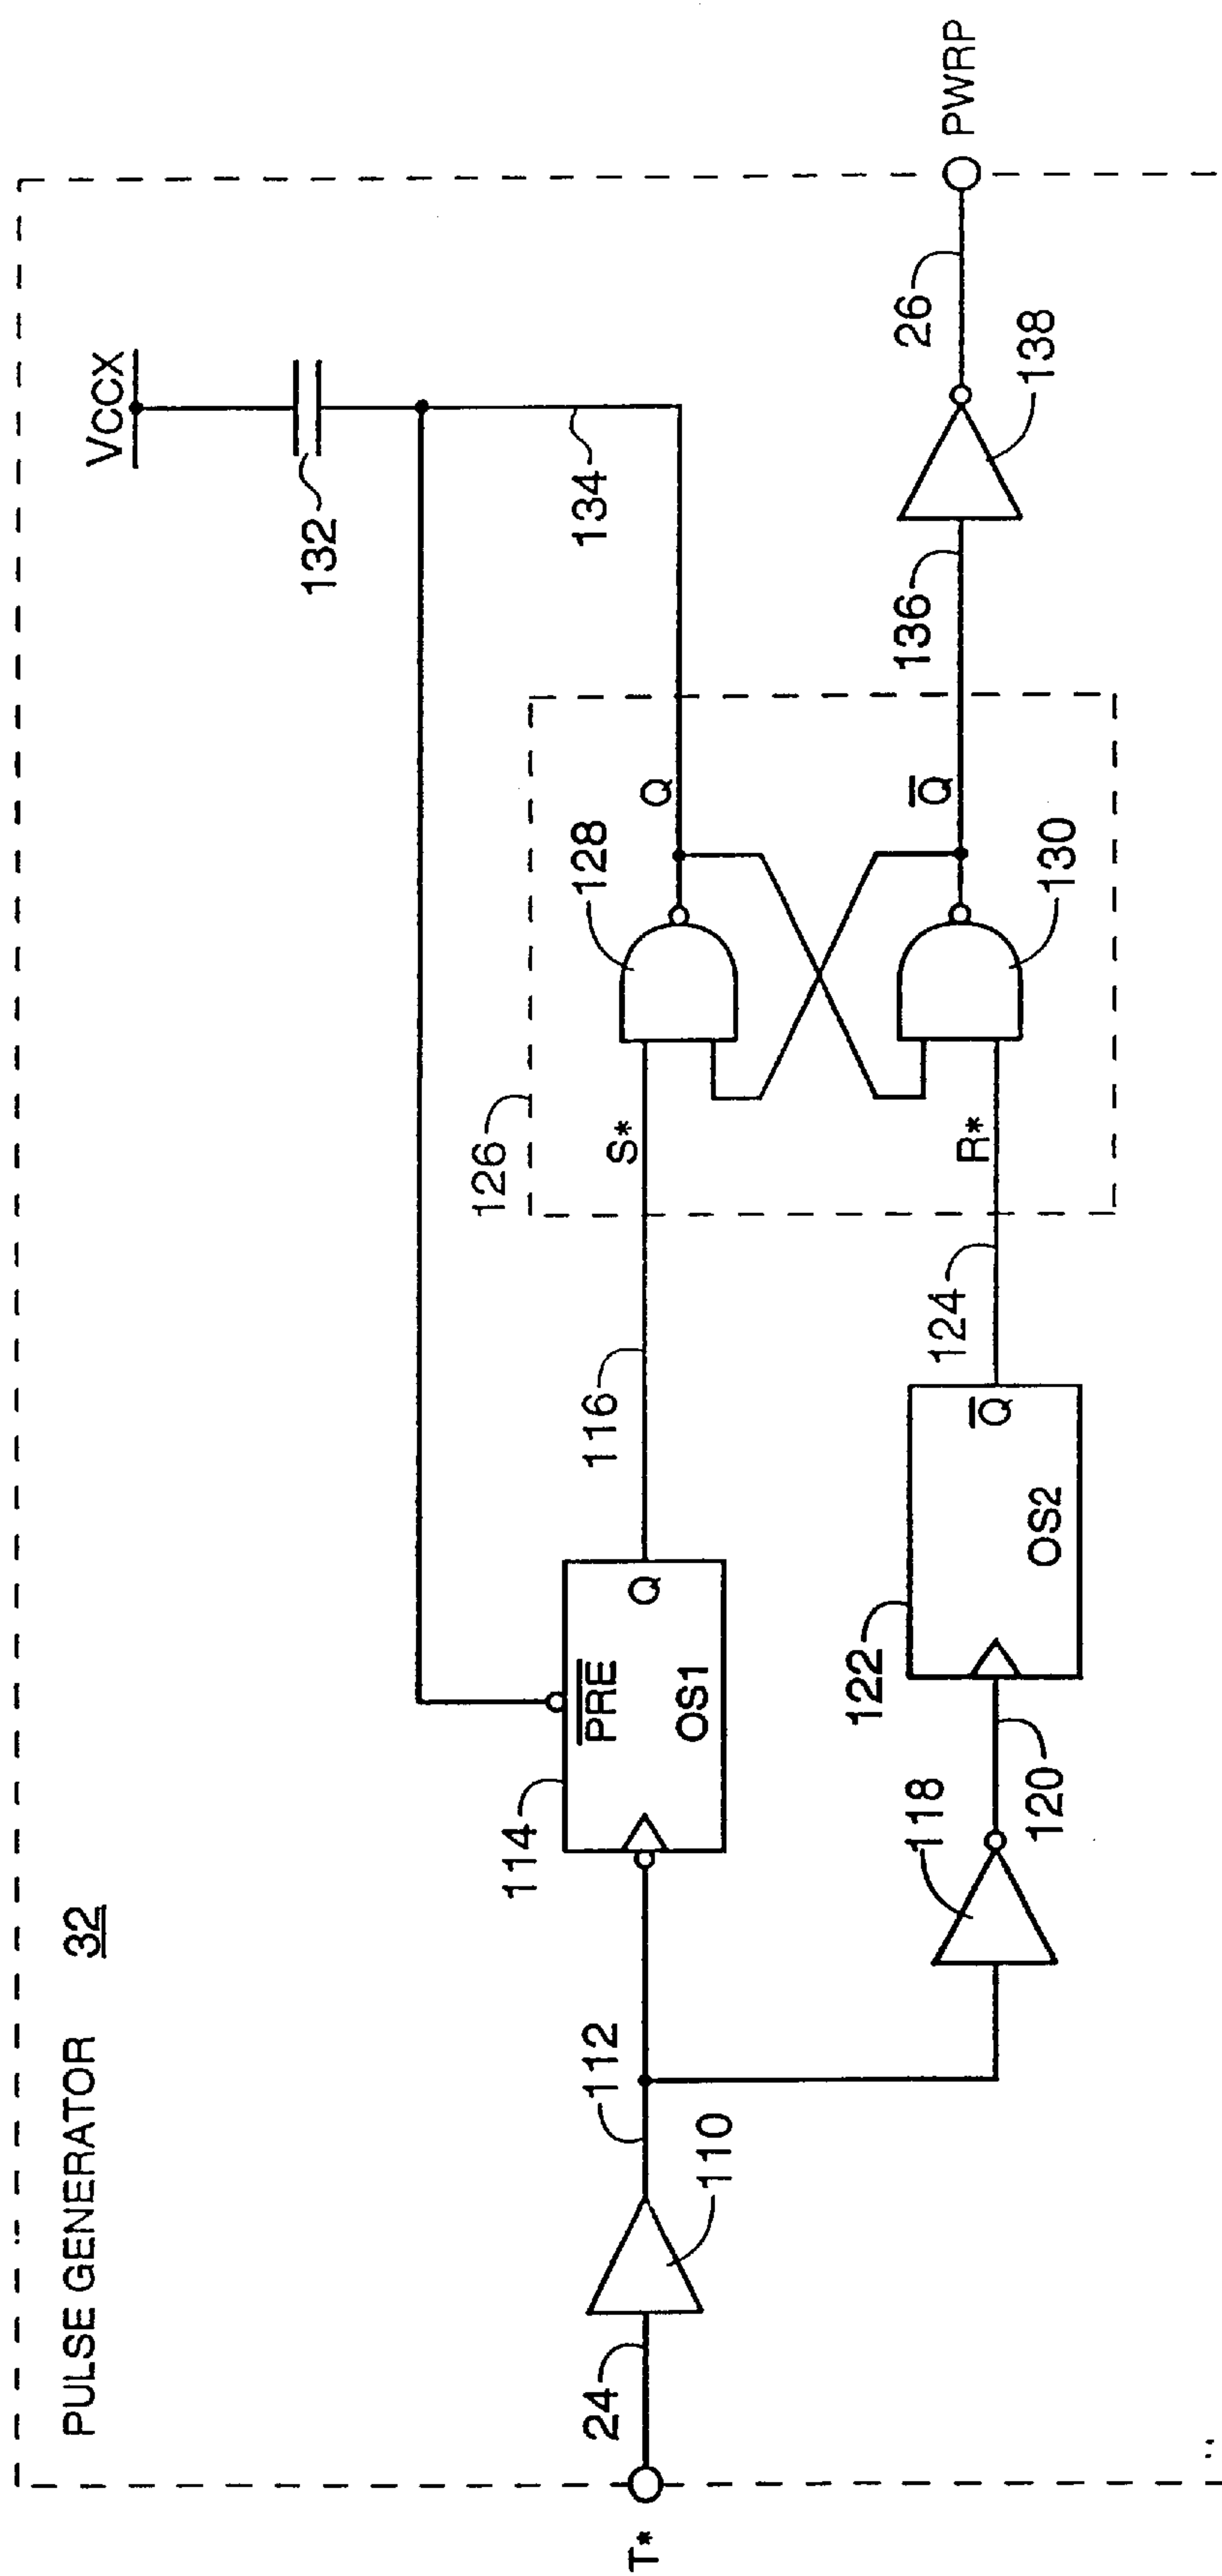 PULSE GENERATOR 32
VCCX
132
134
114
PRE
Q
OS1
116
126
S*
128
Q
T*
24
110
112
118
120
122
Q
OS2
124
R*
130
Q
136
138
26
PWRP